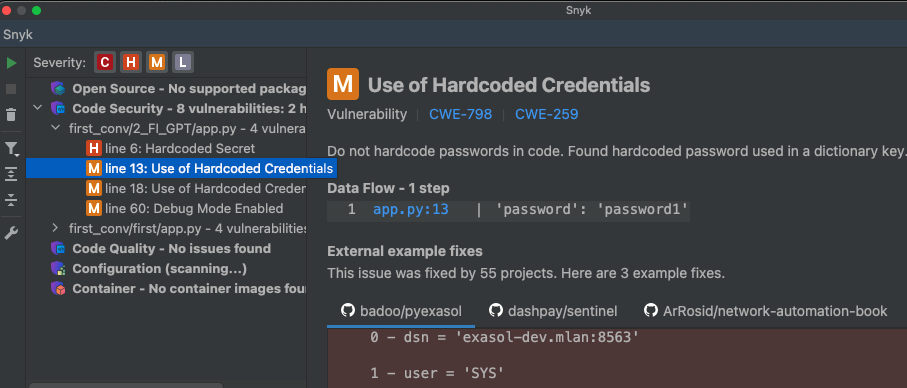 Snyk
Snyk
Severity: C H M L
Open Source - No supported packag
Code Security - 8 vulnerabilities: 2 h
first_conv/2_FI_GPT/app.py - 4 vulnera
H line 6: Hardcoded Secret
M line 13: Use of Hardcoded Credentials
M line 18: Use of Hardcoded Creder
M line 60: Debug Mode Enabled
first_conv/first/app.py - 4 vulnerabilities
Code Quality - No issues found
Configuration (scanning...)
Container - No container images foun
M Use of Hardcoded Credentials
Vulnerability | CWE-798 | CWE-259
Do not hardcode passwords in code. Found hardcoded password used in a dictionary key.
Data Flow - 1 step
1 app.py:13 | 'password': 'password1'
External example fixes
This issue was fixed by 55 projects. Here are 3 example fixes.
badoo/pyexasol dashpay/sentinel ArRosid/network-automation-book
0 - dsn = 'exasol-dev.mlan:8563'
1 - user = 'SYS'